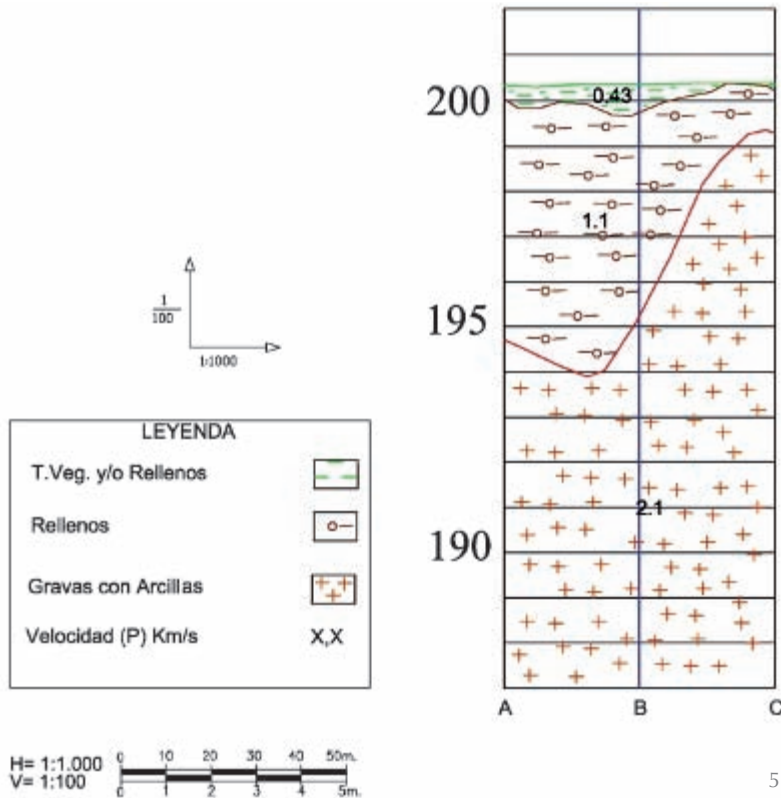 200
0.43
1.1
195
2.1
190
A B C
1
100
1:1000
LEYENDA
T.Veg. y/o Rellenos
Rellenos
Gravas con Arcillas
Velocidad (P) Km/s X,X
H= 1:1.000
V= 1:100
0 10 20 30 40 50m.
0 1 2 3 4 5m.
5